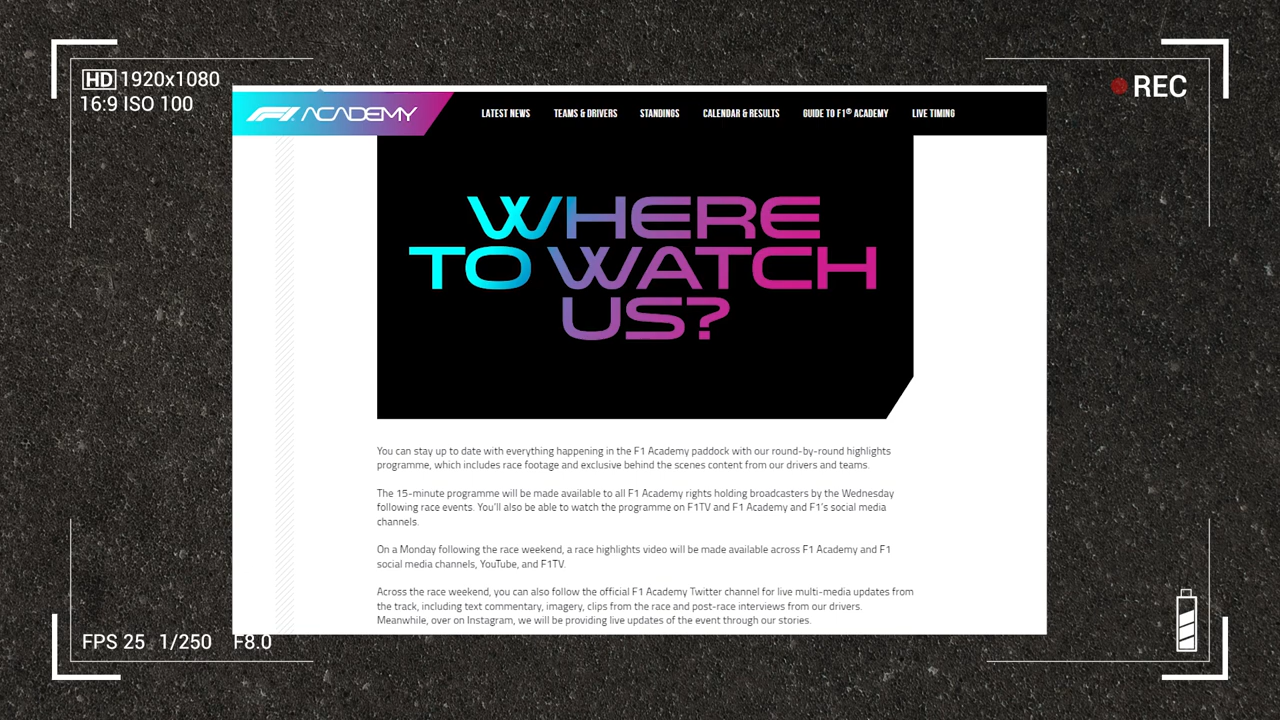 HD 1920x1080
16:9 ISO 100
REC
F1 ACADEMY
LATEST NEWS TEAMS & DRIVERS STANDINGS CALENDAR & RESULTS GUIDE TO F1® ACADEMY LIVE TIMING
WHERE
TO WATCH
US?
You can stay up to date with everything happening in the F1 Academy paddock with our round-by-round highlights
programme, which includes race footage and exclusive behind the scenes content from our drivers and teams.
The 15-minute programme will be made available to all F1 Academy rights holding broadcasters by the Wednesday
following race events. You'll also be able to watch the programme on F1TV and F1 Academy and F1's social media
channels.
On a Monday following the race weekend, a race highlights video will be made available across F1 Academy and F1
social media channels, YouTube, and F1TV.
Across the race weekend, you can also follow the official F1 Academy Twitter channel for live multi-media updates from
the track, including text commentary, imagery, clips from the race and post-race interviews from our drivers.
Meanwhile, over on Instagram, we will be providing live updates of the event through our stories.
FPS 25 1/250 F8.0